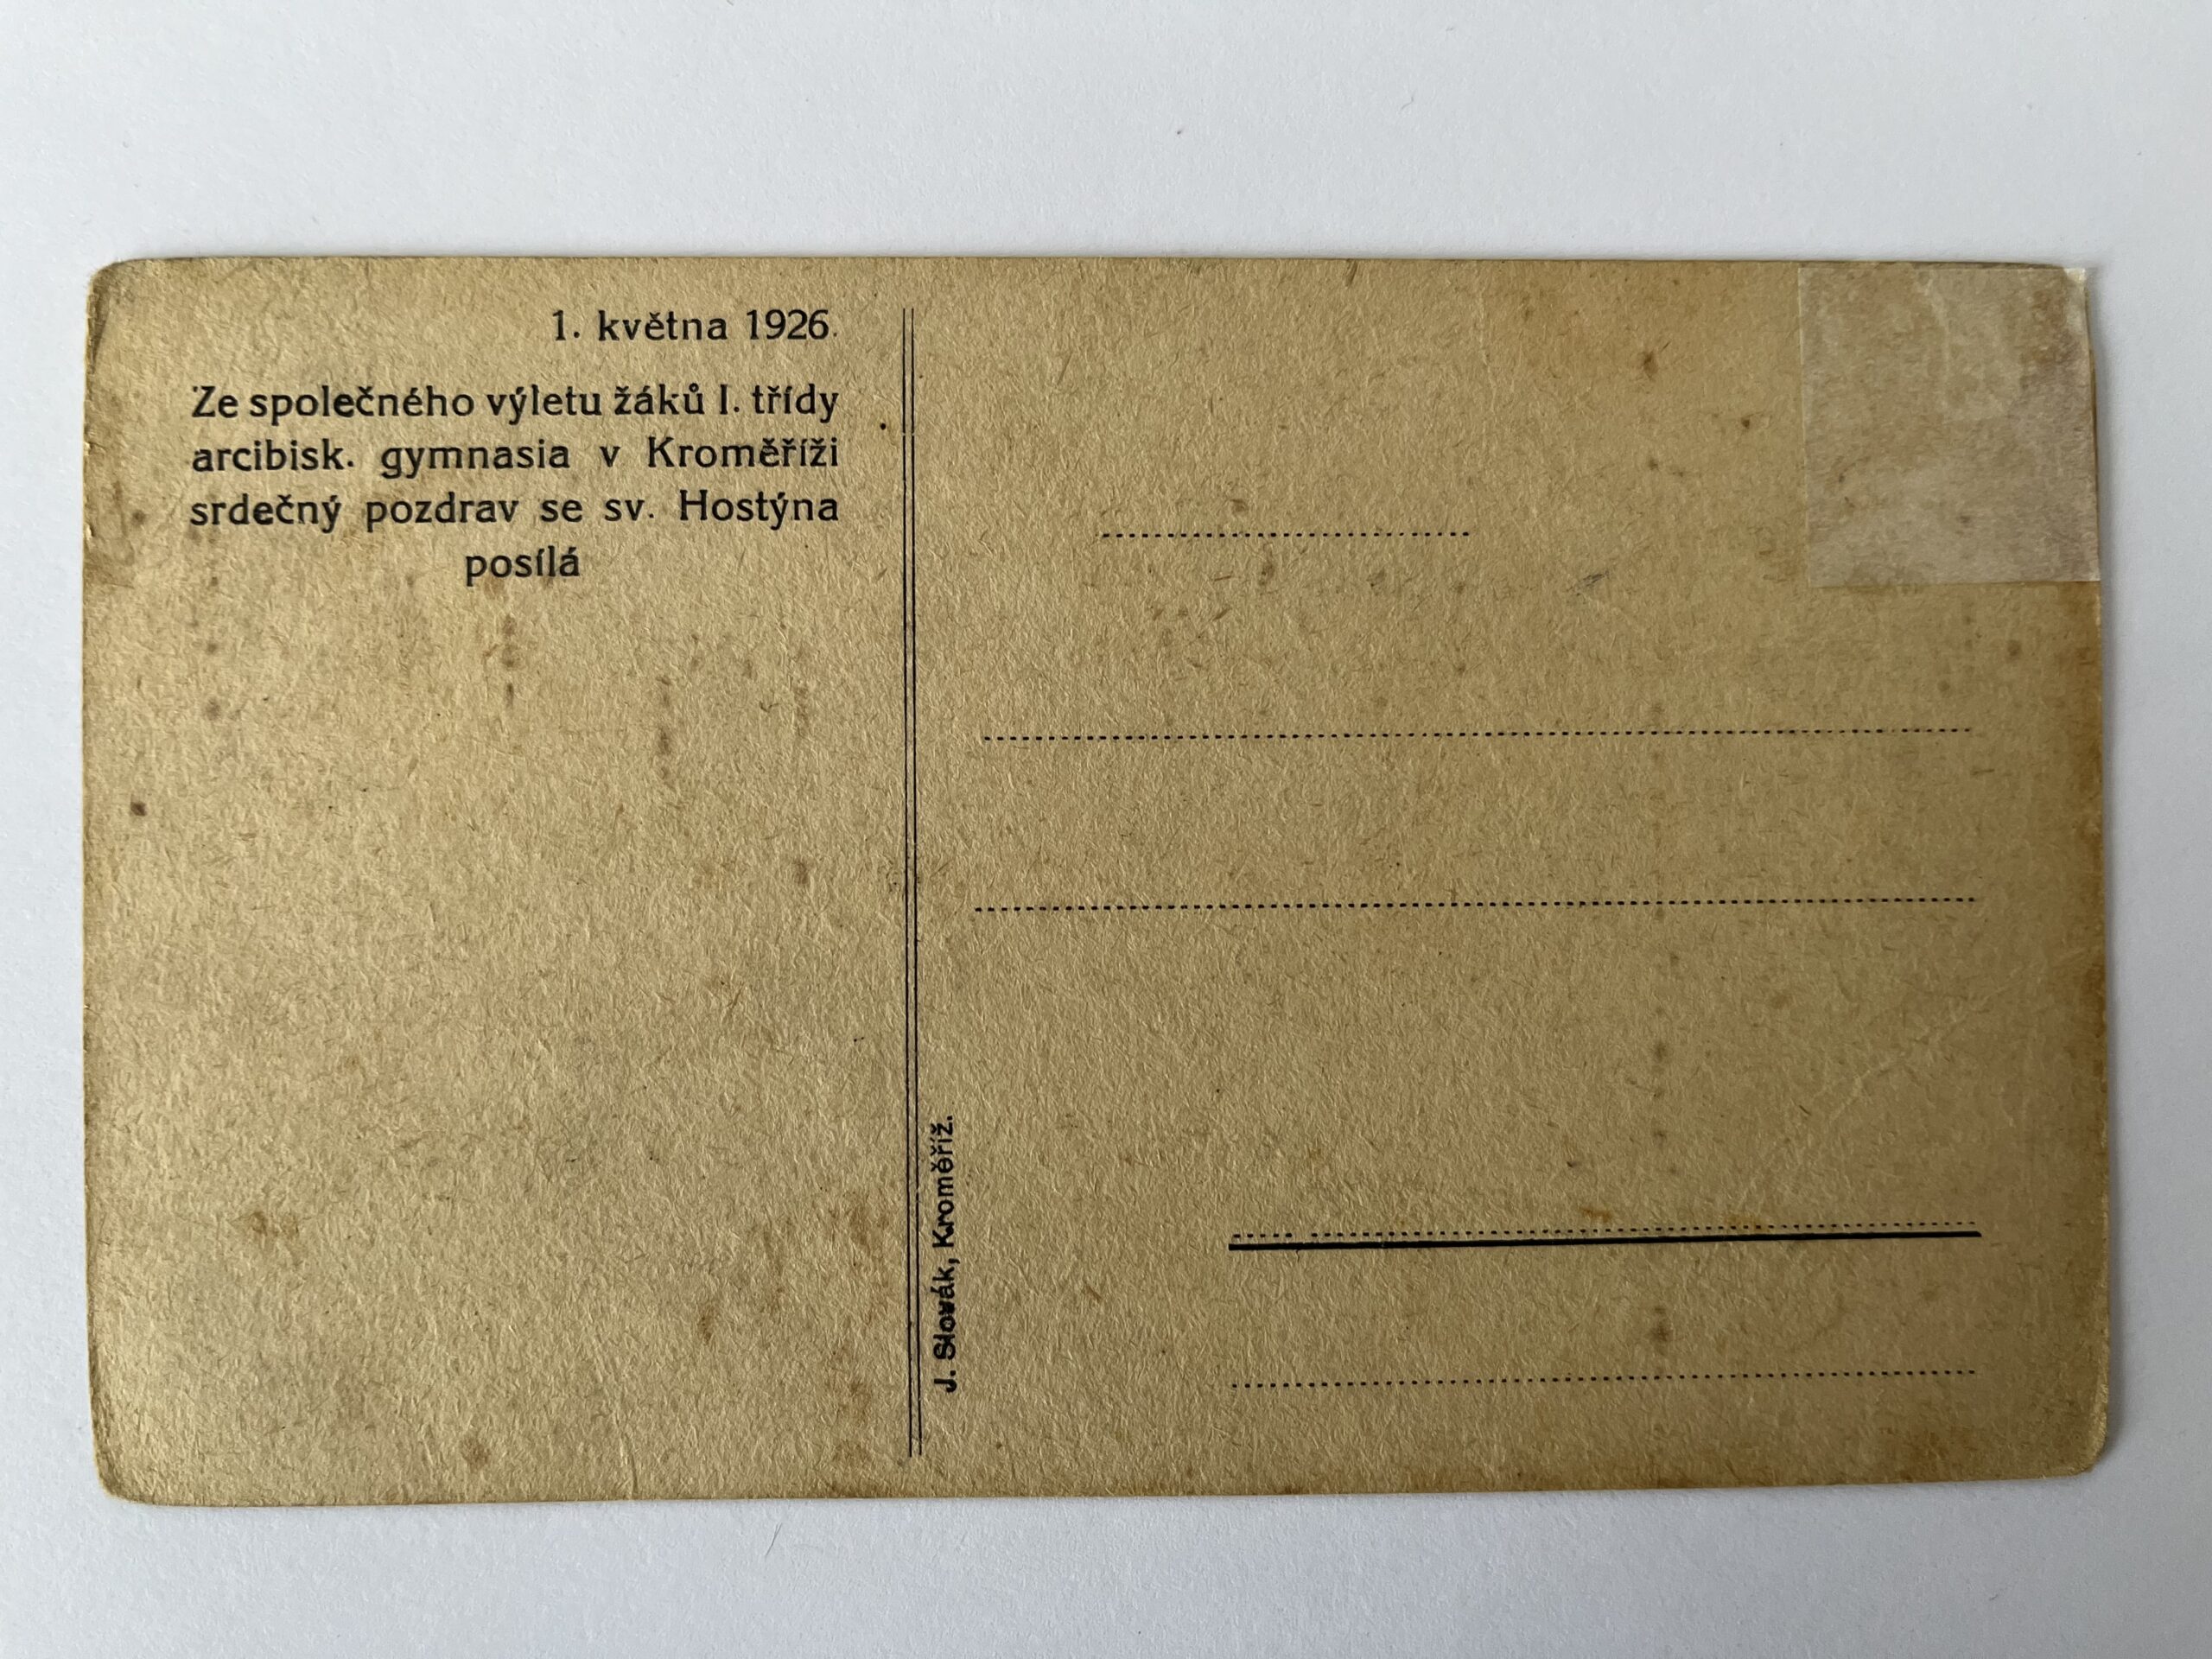 1. května 1926.
Ze společného výletu žáků I. třídy
arcibisk. gymnasia v Kroměříži
srdečný pozdrav se sv. Hostýna
posílá
J. Slovák, Kroměříž.